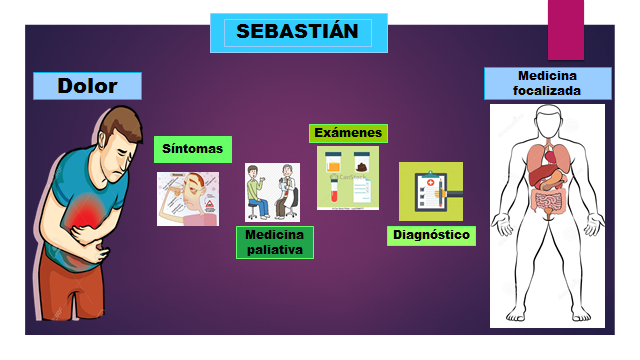 SEBASTIÁN
Dolor
Medicina
focalizada
Síntomas
Exámenes
Medicina
paliativa
Diagnóstico